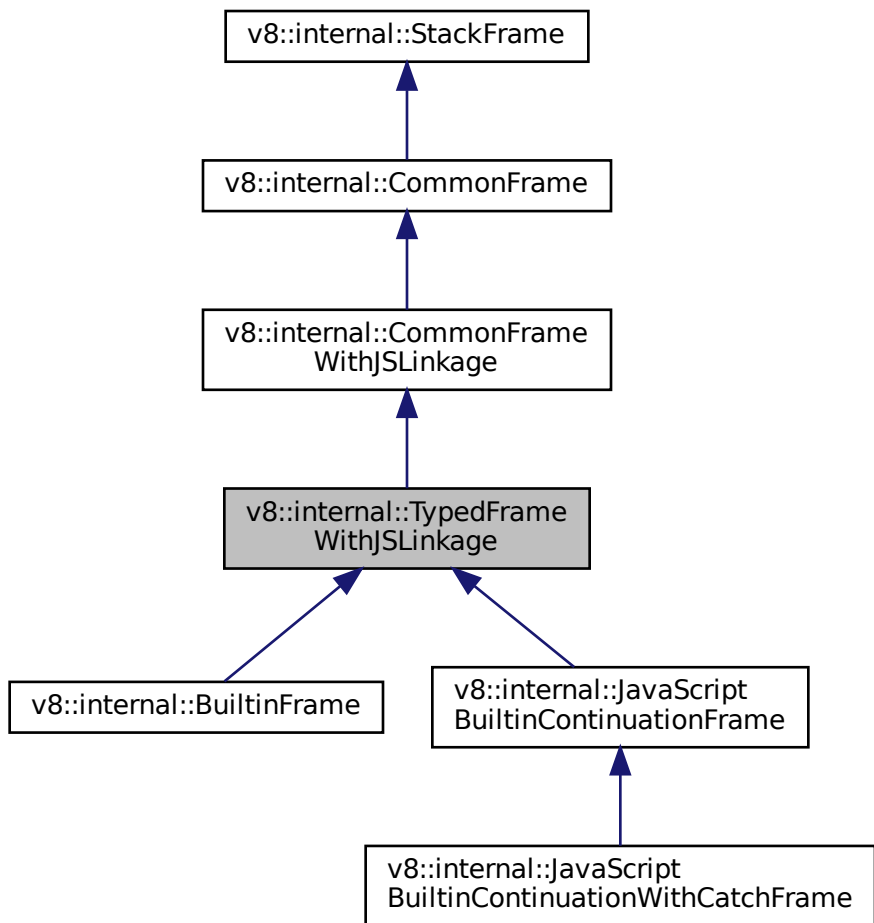 v8::internal::StackFrame
v8::internal::CommonFrame
v8::internal::CommonFrame
WithJSLinkage
v8::internal::TypedFrame
WithJSLinkage
v8::internal::BuiltinFrame
v8::internal::JavaScript
BuiltinContinuationFrame
v8::internal::JavaScript
BuiltinContinuationWithCatchFrame